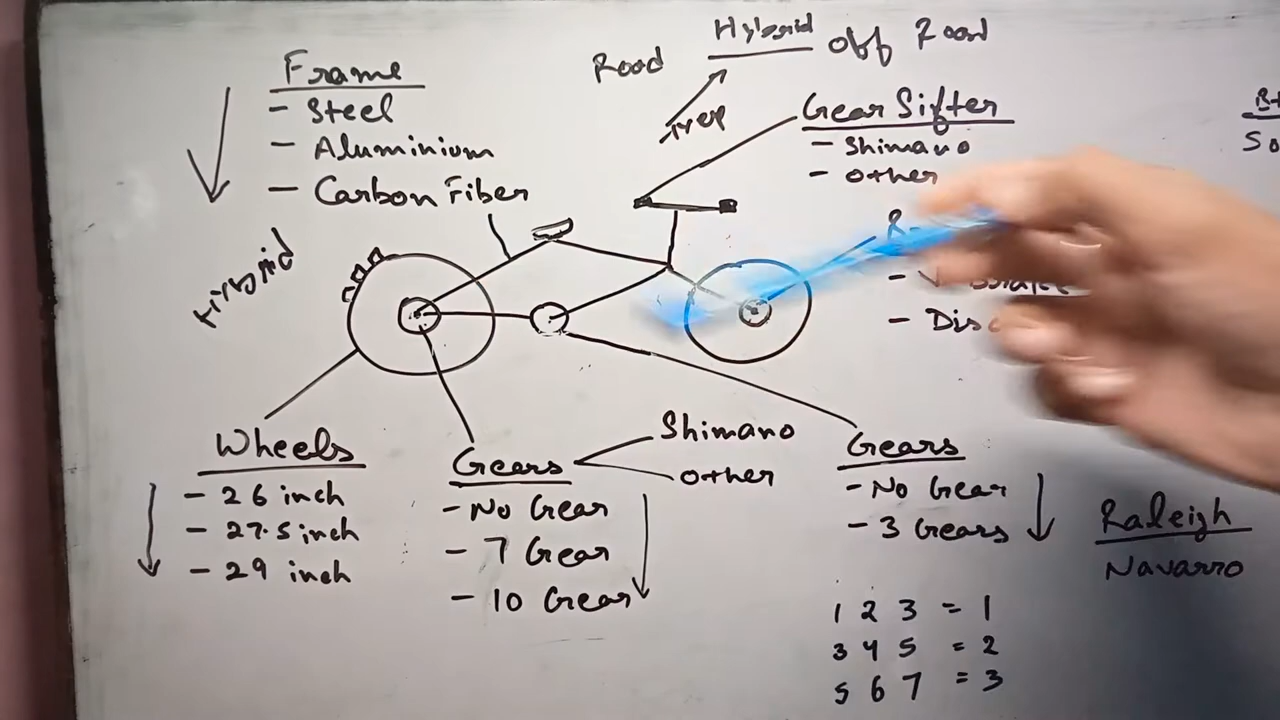 Hybrid
Road
Off Road
Frame
- Steel
- Aluminium
- Carbon Fiber
Gear Sifter
- Shimano
- Other
Hybrid
- Disc
Wheels
- 26 inch
- 27.5 inch
- 29 inch
Gears
- No Gear
- 7 Gear
- 10 Gear
Shimano
Other
Gears
- No Gear
- 3 Gears
Raleigh
Navarro
1 2 3 = 1
3 4 5 = 2
5 6 7 = 3